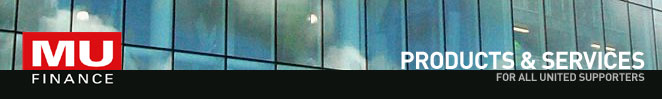 MU
FINANCE
PRODUCTS & SERVICES
FOR ALL UNITED SUPPORTERS